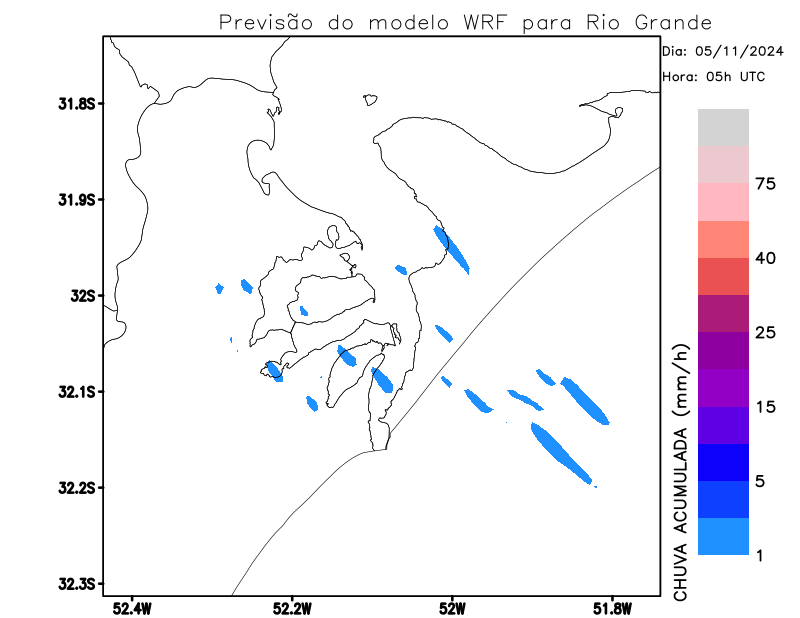 Previsão do modelo WRF para Rio Grande
Dia: 05/11/2024
Hora: 05h UTC
31.8S
31.9S
32S
32.1S
32.2S
32.3S
52.4W
52.2W
52W
51.8W
75
40
25
15
5
1
CHUVA ACUMULADA (mm/h)